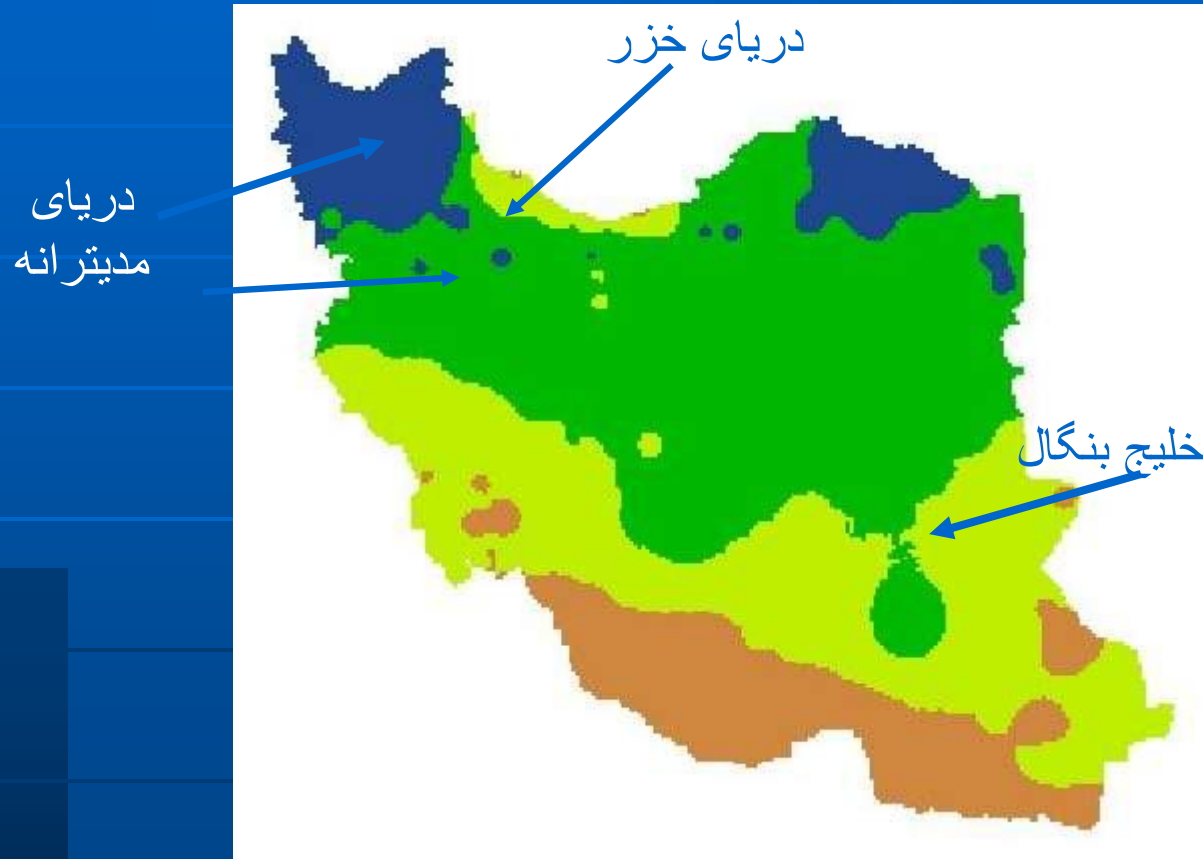 دریای خزر
دریای
مدیترانه
خلیج بنگال